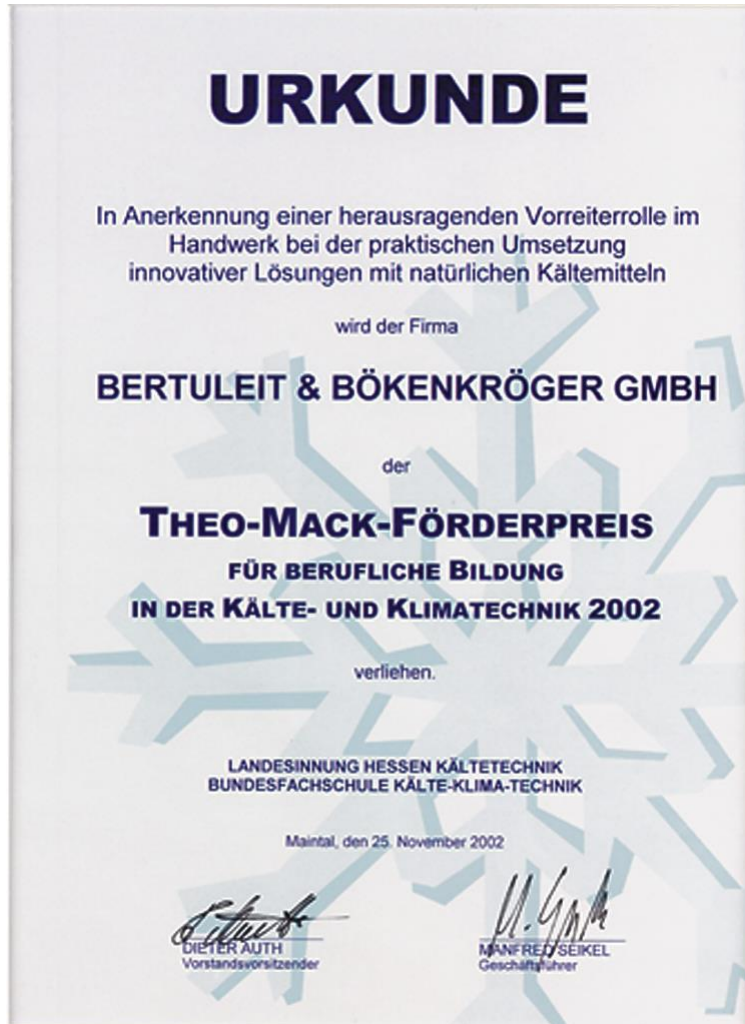 URKUNDE
In Anerkennung einer herausragenden Vorreiterrolle im
Handwerk bei der praktischen Umsetzung
innovativer Lösungen mit natürlichen Kältemitteln
wird der Firma
BERTULEIT & BÖKENKRÖGER GMBH
der
THEO-MACK-FÖRDERPREIS
FÜR BERUFLICHE BILDUNG
IN DER KÄLTE- UND KLIMATECHNIK 2002
verliehen.
LANDESINNUNG HESSEN KÄLTETECHNIK
BUNDESFACHSCHULE KÄLTE-KLIMA-TECHNIK
Maintal, den 25. November 2002
DIETER AUTH
Vorstandsvorsitzender
MANFRED SEIKEL
Geschäftsführer